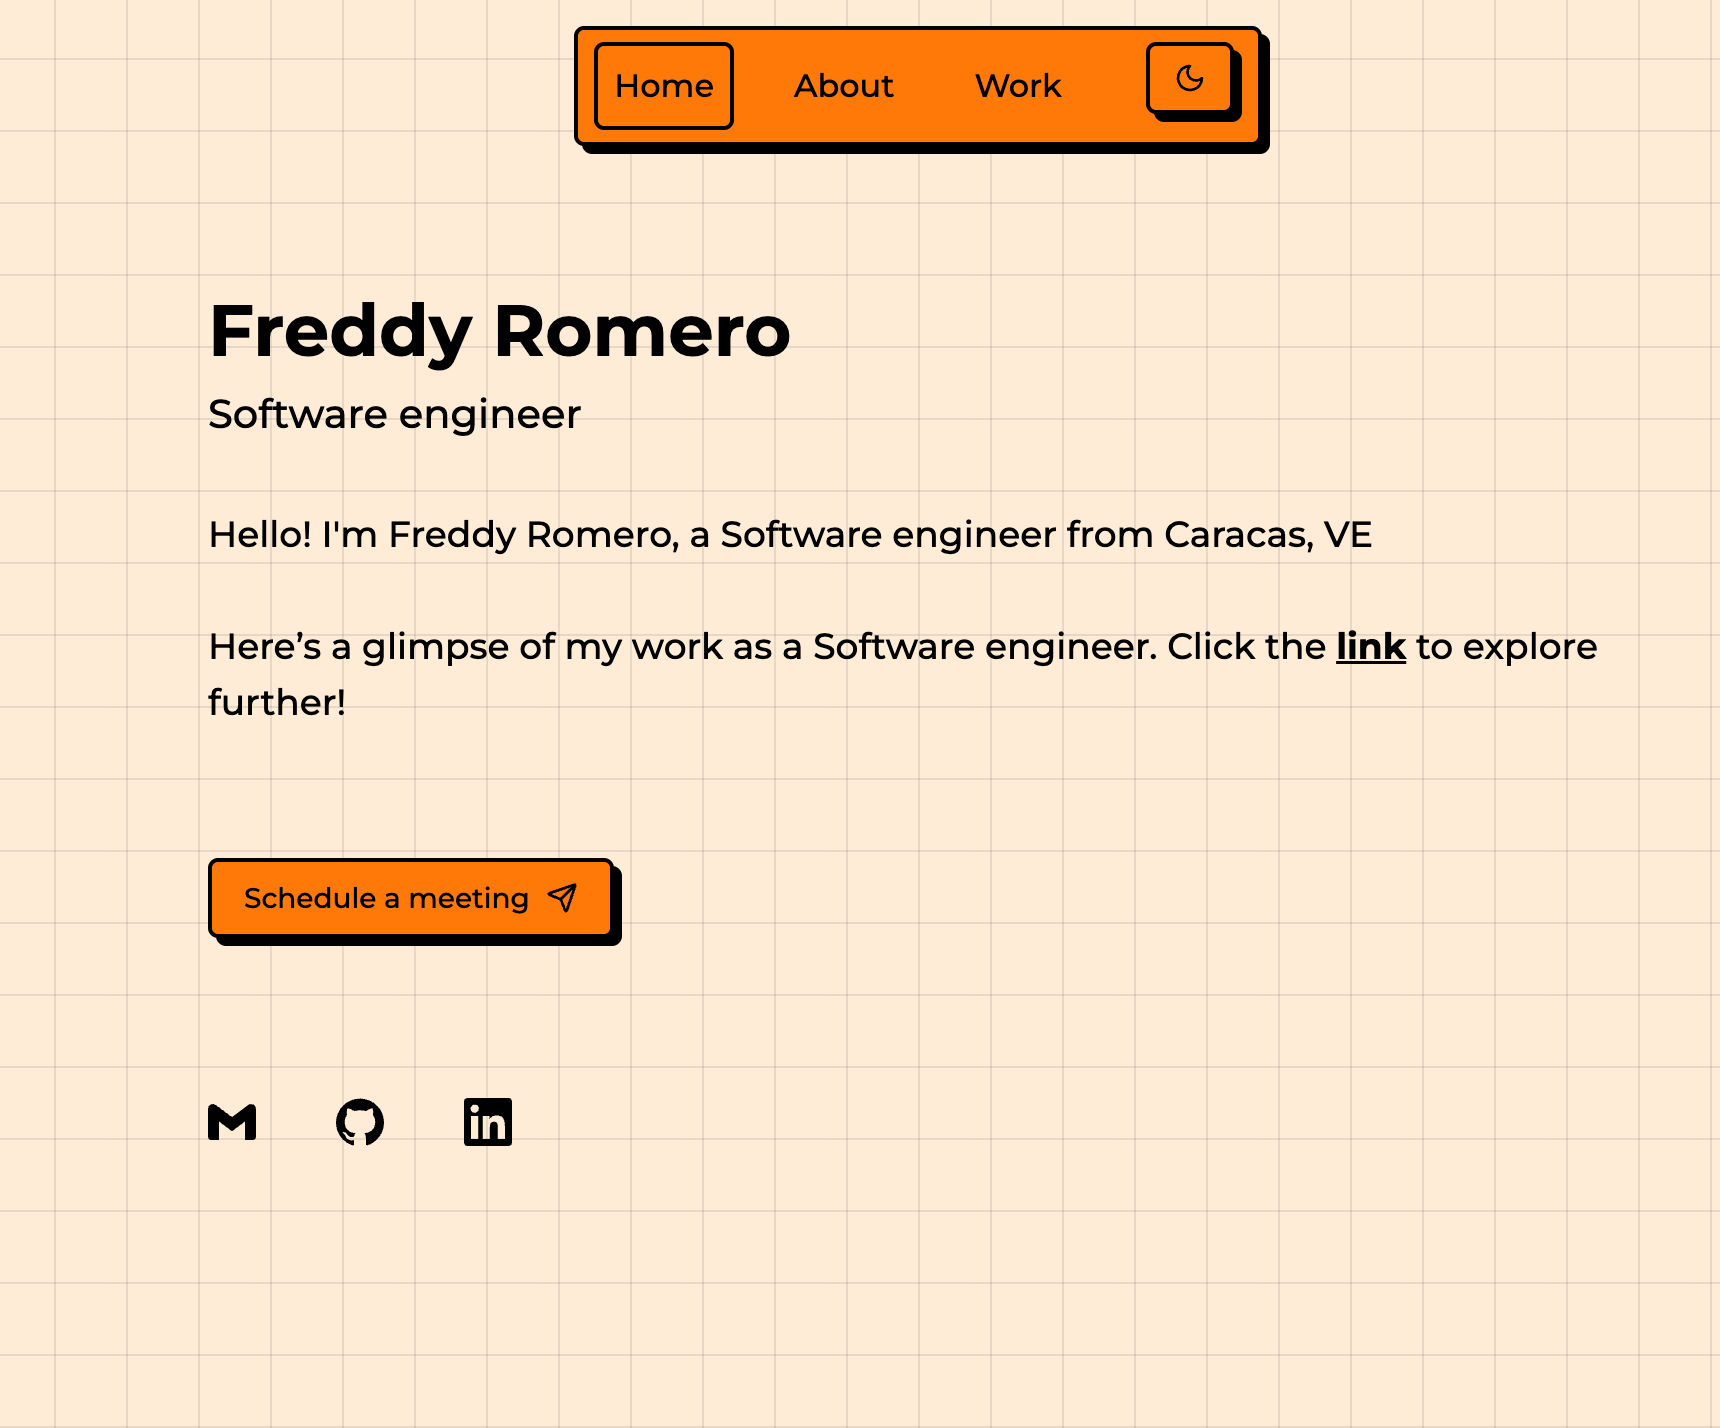 Home About Work
Freddy Romero
Software engineer
Hello! I'm Freddy Romero, a Software engineer from Caracas, VE
Here’s a glimpse of my work as a Software engineer. Click the link to explore
further!
Schedule a meeting
in